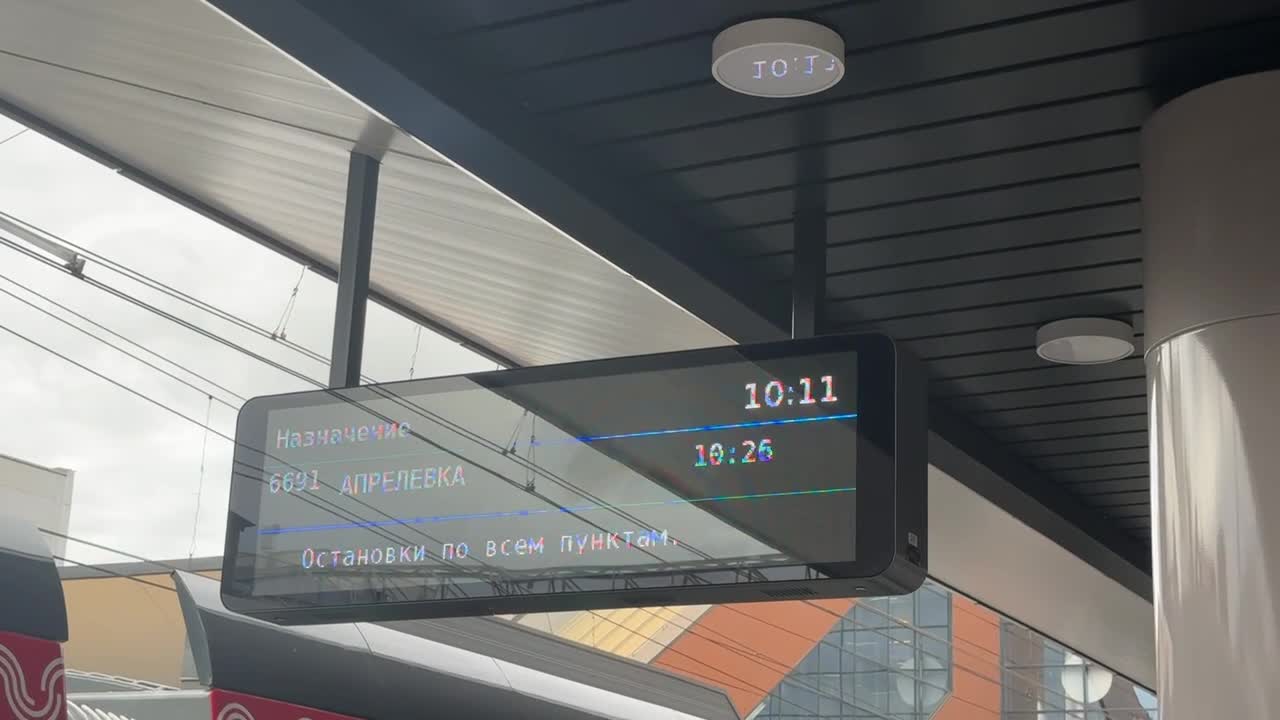 10:11
Назначение
6691 АПРЕЛЕВКА 10:26
Остановки по всем пунктам.